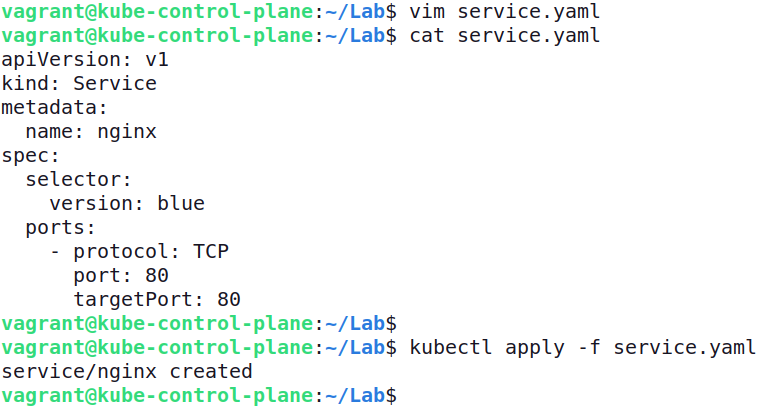 vagrant@kube-control-plane:~/Lab$ vim service.yaml
vagrant@kube-control-plane:~/Lab$ cat service.yaml
apiVersion: v1
kind: Service
metadata:
  name: nginx
spec:
  selector:
    version: blue
  ports:
    - protocol: TCP
      port: 80
      targetPort: 80
vagrant@kube-control-plane:~/Lab$
vagrant@kube-control-plane:~/Lab$ kubectl apply -f service.yaml
service/nginx created
vagrant@kube-control-plane:~/Lab$